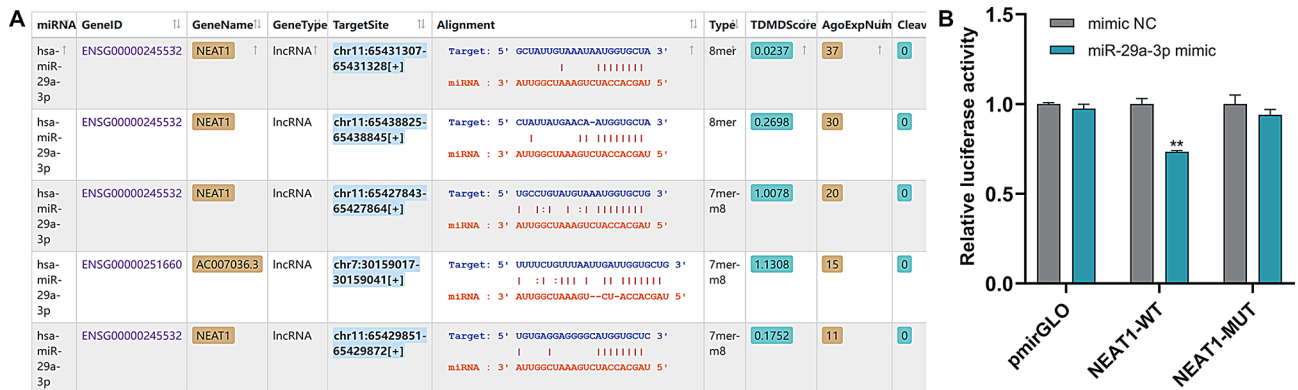 A
miRNA GeneID GeneName GeneType TargetSite Alignment Type TDMDScore AgoExpNum Cleav
hsa-miR-29a-3p ENSG00000245532 NEAT1 lncRNA chr11:65431307-65431328[+] Target: 5' GCUAUUGUAAAUAAUGGUGCUA 3' 8mer 0.0237 37 0
miRNA : 3' AUUGGCUAAAGUCUACCACGAU 5'
hsa-miR-29a-3p ENSG00000245532 NEAT1 lncRNA chr11:65438825-65438845[+] Target: 5' CUAUUAUGAACA-AUGGUGCUA 3' 8mer 0.2698 30 0
miRNA : 3' AUUGGCUAAAGUCUACCACGAU 5'
hsa-miR-29a-3p ENSG00000245532 NEAT1 lncRNA chr11:65427843-65427864[+] Target: 5' UGCCUGUAUGUAAAUGGUGCUG 3' 7mer-m8 1.0078 20 0
miRNA : 3' AUUGGCUAAAGUCUACCACGAU 5'
hsa-miR-29a-3p ENSG00000251660 AC007036.3 lncRNA chr7:30159017-30159041[+] Target: 5' UUUUCUGUUUAAUUGAUUGGUGCUG 3' 7mer-m8 1.1308 15 0
miRNA : 3' AUUGGCUAAAGU--CU-ACCACGAU 5'
hsa-miR-29a-3p ENSG00000245532 NEAT1 lncRNA chr11:65429851-65429872[+] Target: 5' UGUGAGGAGGGGCAUGGUGCUC 3' 7mer-m8 0.1752 11 0
miRNA : 3' AUUGGCUAAAGUCUACCACGAU 5'
B
Relative luciferase activity
1.5
1.0
0.5
0.0
mimic NC
miR-29a-3p mimic
**
pmirGLO
NEAT1-WT
NEAT1-MUT